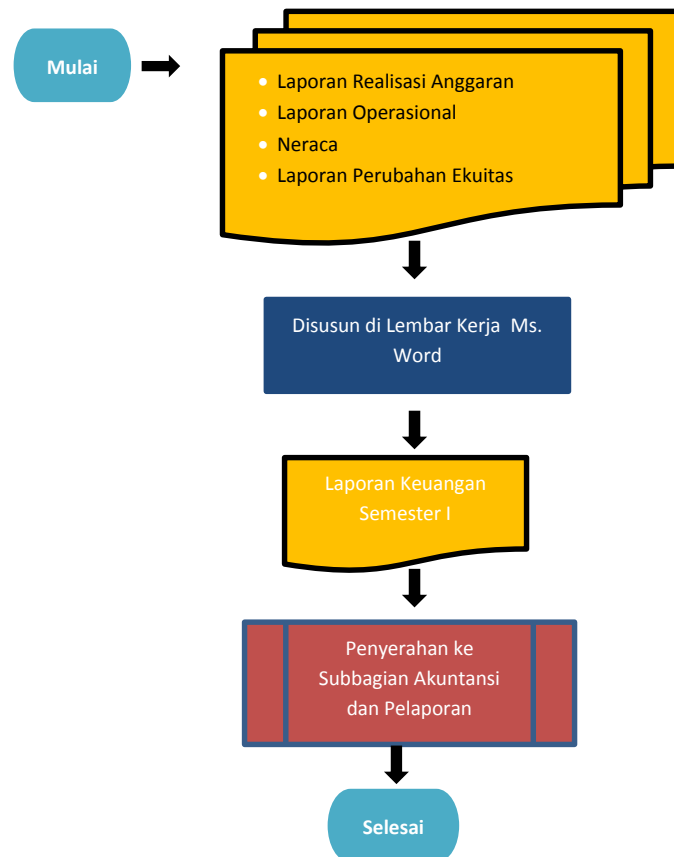 Mulai
• Laporan Realisasi Anggaran
• Laporan Operasional
• Neraca
• Laporan Perubahan Ekuitas
Disusun di Lembar Kerja  Ms.
Word
Laporan Keuangan
Semester I
Penyerahan ke
Subbagian Akuntansi
dan Pelaporan
Selesai